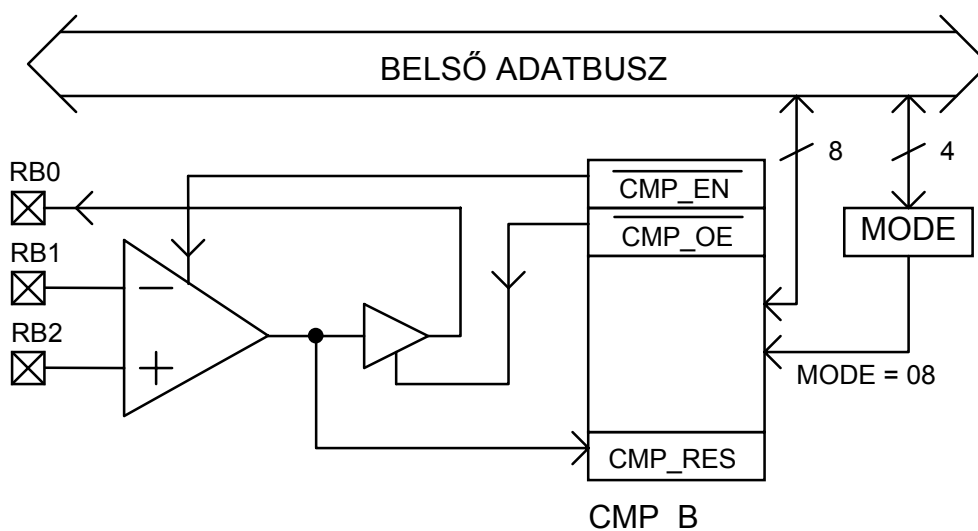 BELSŐ ADATBUSZ
8
4
RB0
CMP_EN
CMP_OE
MODE
RB1
RB2
MODE = 08
CMP_RES
CMP_B